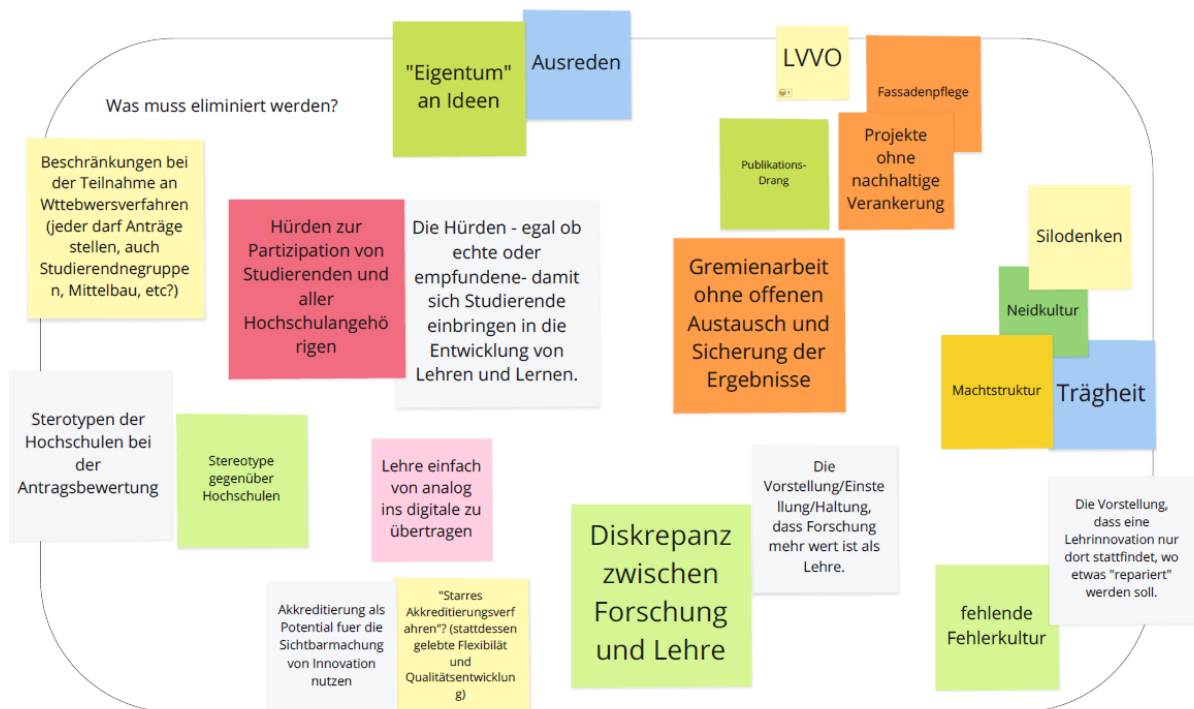 Was muss eliminiert werden?
"Eigentum"
an Ideen
Ausreden
LVVO
Fassadenpflege
Projekte
ohne
nachhaltige
Verankerung
Publikations-
Drang
Beschränkungen bei
der Teilnahme an
Wttebwersverfahren
(jeder darf Anträge
stellen, auch
Studierendnegruppe
n, Mittelbau, etc?)
Hürden zur
Partizipation von
Studierenden und
aller
Hochschulangehö
rigen
Die Hürden - egal ob
echte oder
empfundene- damit
sich Studierende
einbringen in die
Entwicklung von
Lehren und Lernen.
Gremienarbeit
ohne offenen
Austausch und
Sicherung der
Ergebnisse
Silodenken
Neidkultur
Machtstruktur
Trägheit
Sterotypen der
Hochschulen bei
der
Antragsbewertung
Stereotype
gegenüber
Hochschulen
Lehre einfach
von analog
ins digitale zu
übertragen
Diskrepanz
zwischen
Forschung
und Lehre
Die
Vorstellung/Einste
llung/Haltung,
dass Forschung
mehr wert ist als
Lehre.
Die Vorstellung,
dass eine
Lehrinnovation nur
dort stattfindet, wo
etwas "repariert"
werden soll.
fehlende
Fehlerkultur
Akkreditierung als
Potential fuer die
Sichtbarmachung
von Innovation
nutzen
"Starres
Akkreditierungsverf
ahren"? (stattdessen
gelebte Flexibilät
und
Qualitätsentwicklun
g)